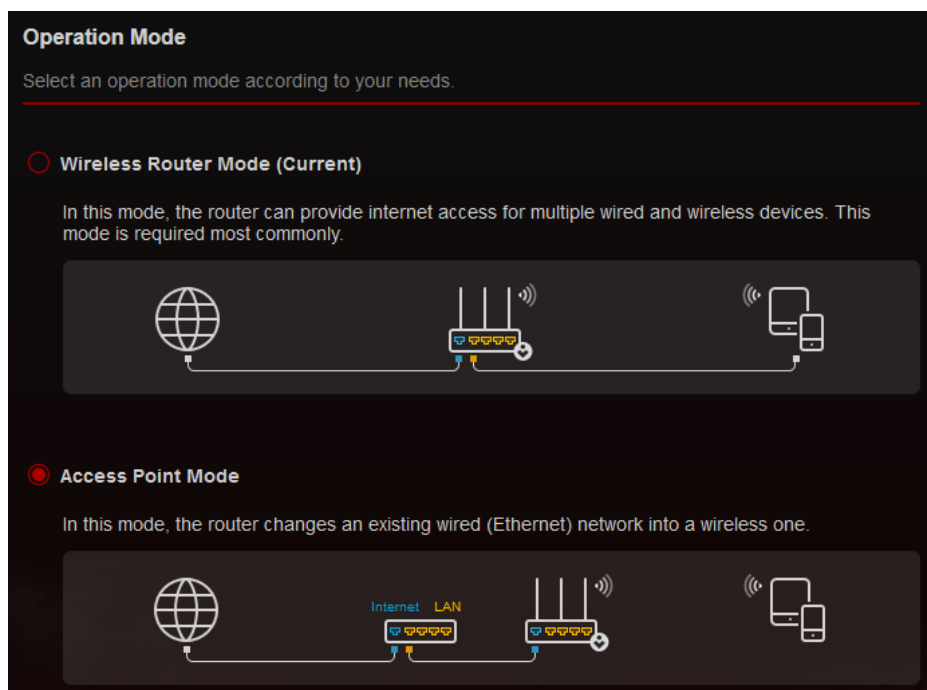 Operation Mode
Select an operation mode according to your needs.
Wireless Router Mode (Current)
In this mode, the router can provide internet access for multiple wired and wireless devices. This
mode is required most commonly.
Access Point Mode
In this mode, the router changes an existing wired (Ethernet) network into a wireless one.
Internet LAN